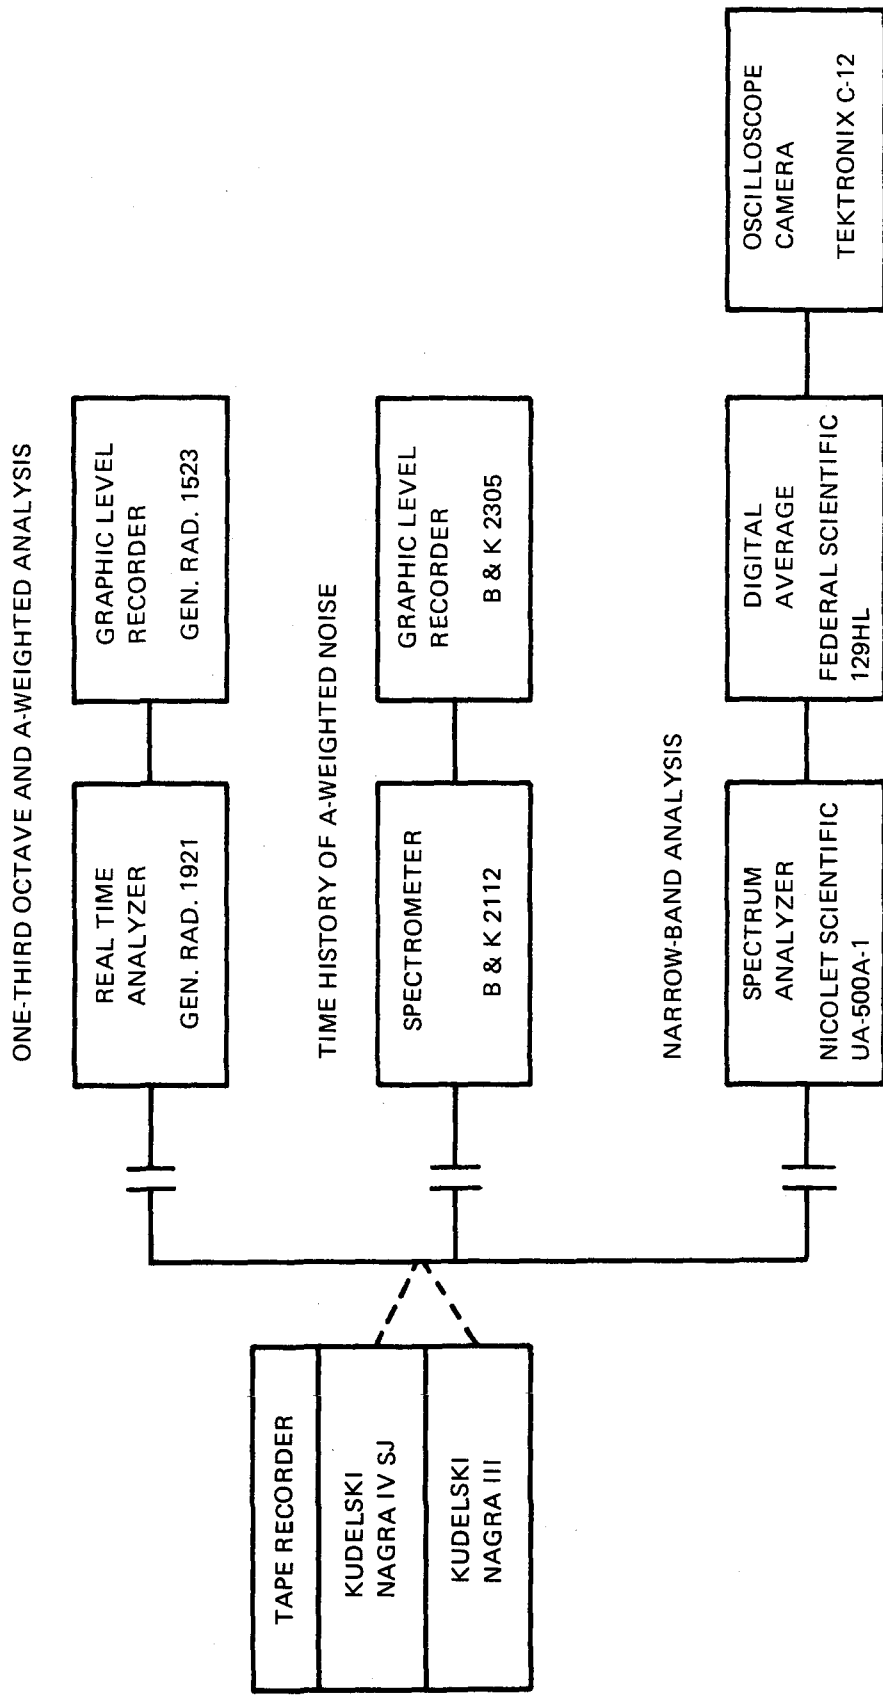 ONE-THIRD OCTAVE AND A-WEIGHTED ANALYSIS
REAL TIME
ANALYZER
GEN. RAD. 1921
GRAPHIC LEVEL
RECORDER
GEN. RAD. 1523
TAPE RECORDER
KUDELSKI
NAGRA IV SJ
KUDELSKI
NAGRA III
TIME HISTORY OF A-WEIGHTED NOISE
SPECTROMETER
B & K 2112
GRAPHIC LEVEL
RECORDER
B & K 2305
NARROW-BAND ANALYSIS
SPECTRUM
ANALYZER
NICOLET SCIENTIFIC
UA-500A-1
DIGITAL
AVERAGE
FEDERAL SCIENTIFIC
129HL
OSCILLOSCOPE
CAMERA
TEKTRONIX C-12